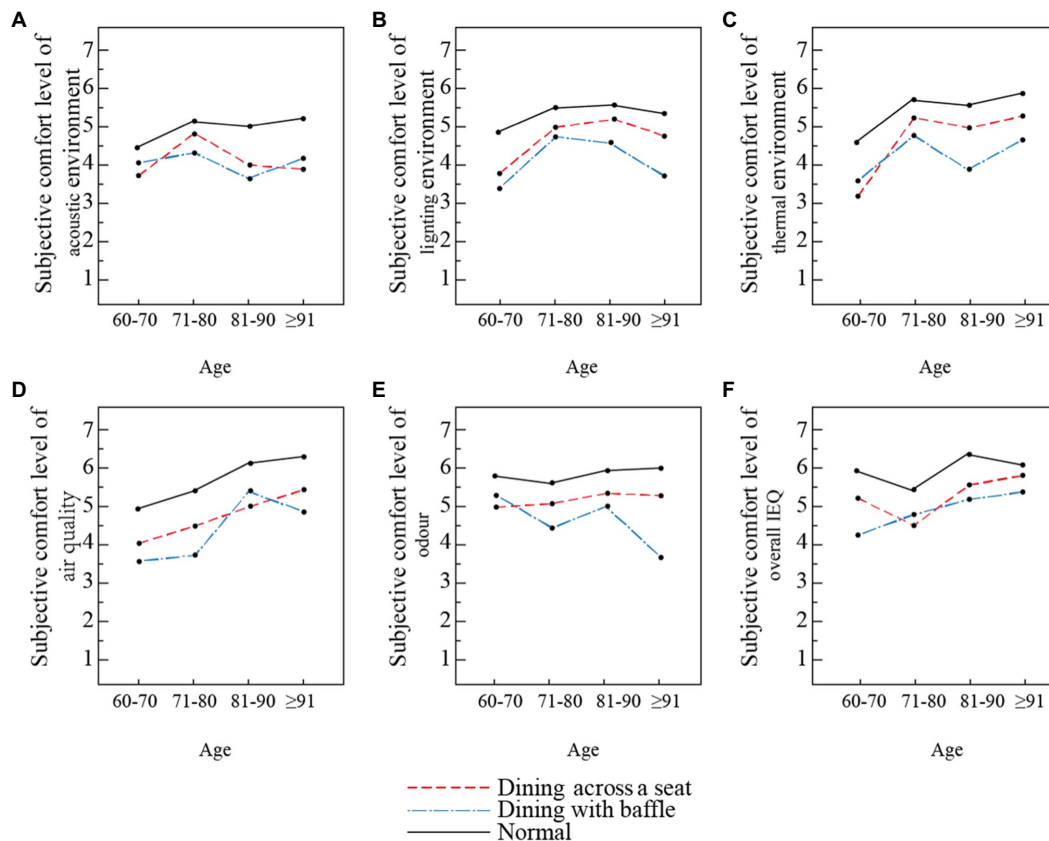 A
Subjective comfort level of
acoustic environment
7
6
5
4
3
2
1
60-70 71-80 81-90 ≥91
Age
B
Subjective comfort level of
lignting environment
7
6
5
4
3
2
1
60-70 71-80 81-90 ≥91
Age
C
Subjective comfort level of
thermal environment
7
6
5
4
3
2
1
60-70 71-80 81-90 ≥91
Age
D
Subjective comfort level of
air quality
7
6
5
4
3
2
1
60-70 71-80 81-90 ≥91
Age
E
Subjective comfort level of
odour
7
6
5
4
3
2
1
60-70 71-80 81-90 ≥91
Age
F
Subjective comfort level of
overall IEQ
7
6
5
4
3
2
1
60-70 71-80 81-90 ≥91
Age
Dining across a seat
Dining with baffle
Normal